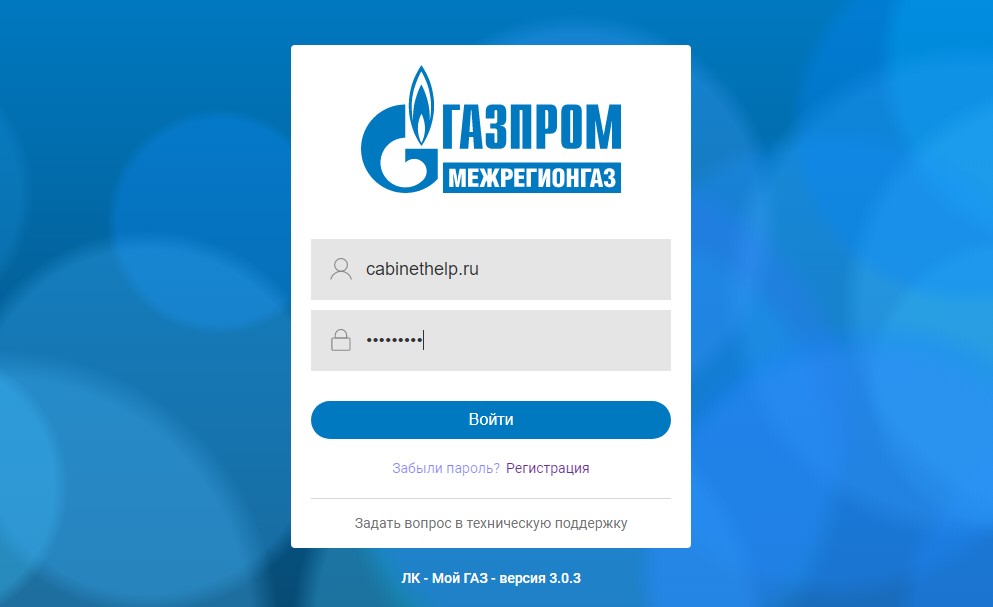 ГАЗПРОМ
МЕЖРЕГИОНГАЗ
cabinethelp.ru
•••••••••
Войти
Забыли пароль? Регистрация
Задать вопрос в техническую поддержку
ЛК - Мой ГАЗ - версия 3.0.3